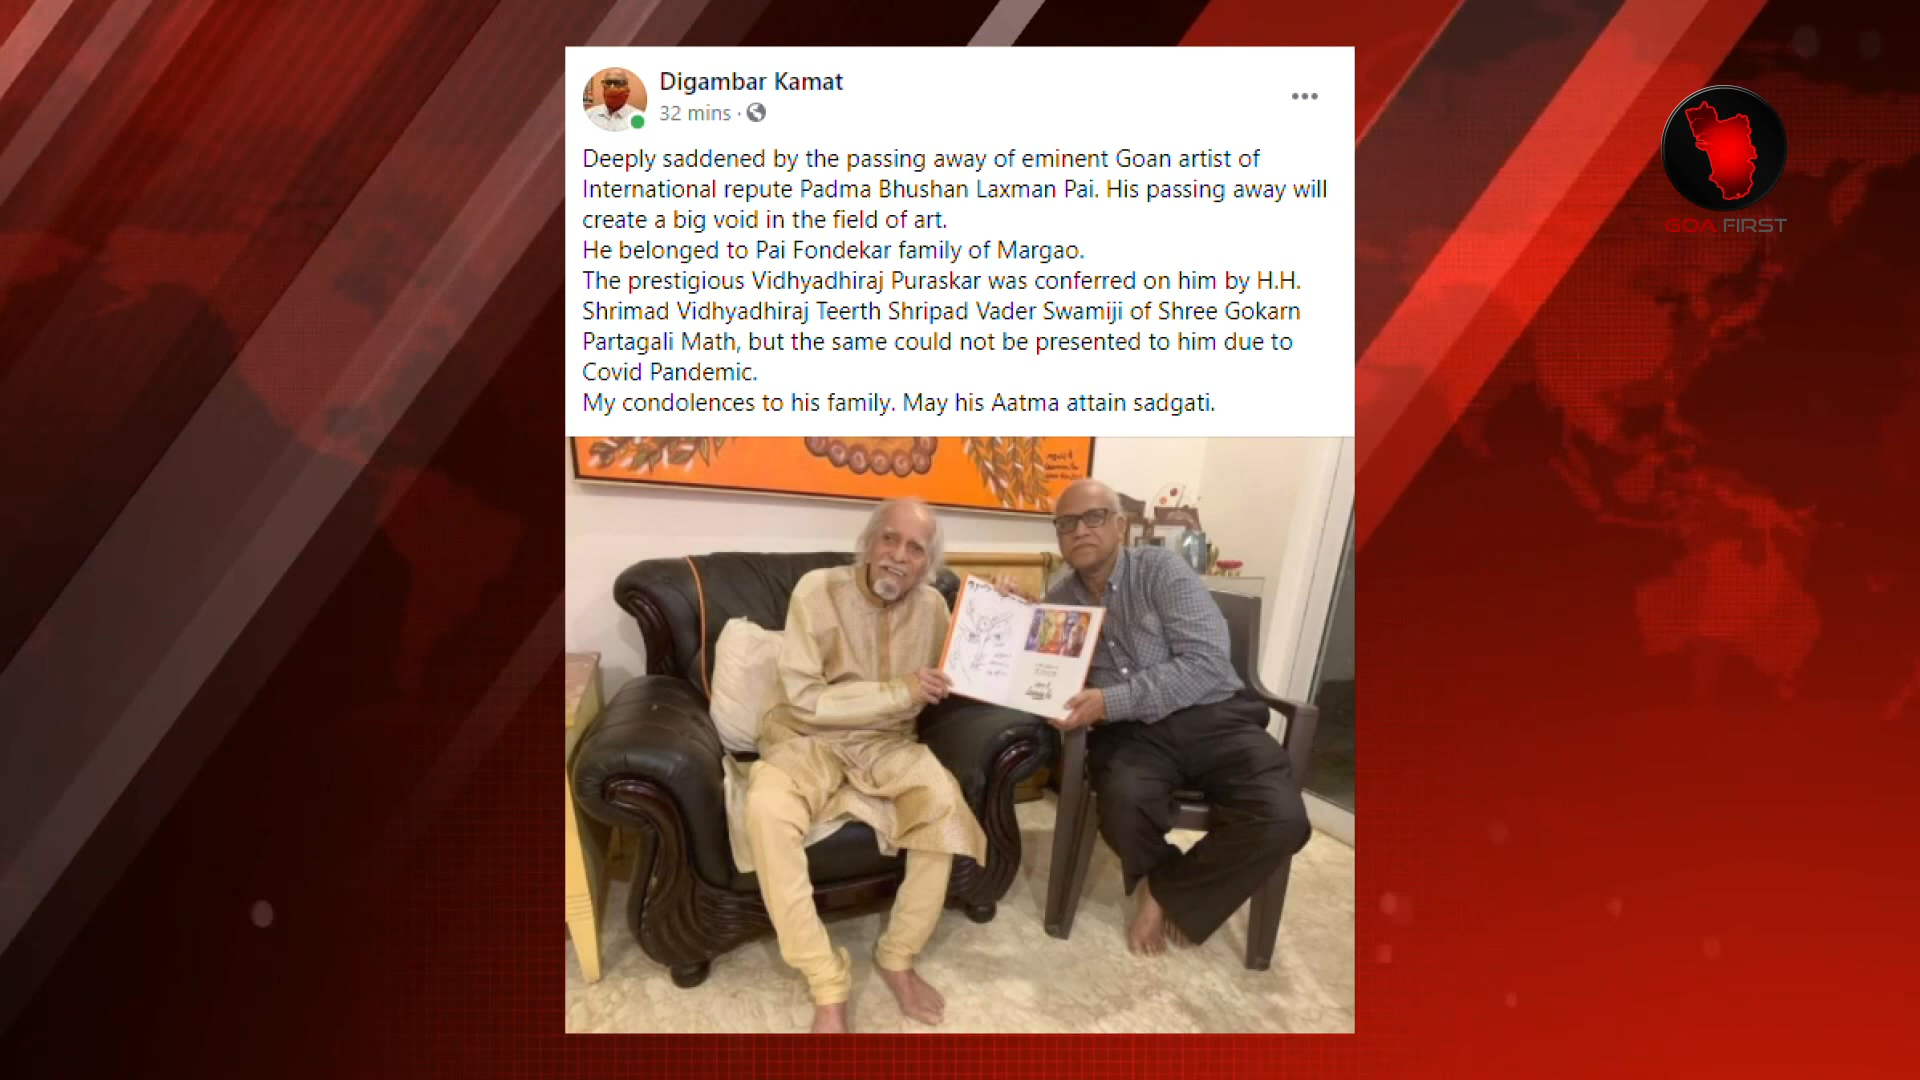 Digambar Kamat
32 mins ·
Deeply saddened by the passing away of eminent Goan artist of
International repute Padma Bhushan Laxman Pai. His passing away will
create a big void in the field of art.
He belonged to Pai Fondekar family of Margao.
The prestigious Vidhyadhiraj Puraskar was conferred on him by H.H.
Shrimad Vidhyadhiraj Teerth Shripad Vader Swamiji of Shree Gokarn
Partagali Math, but the same could not be presented to him due to
Covid Pandemic.
My condolences to his family. May his Aatma attain sadgati.
GOA FIRST